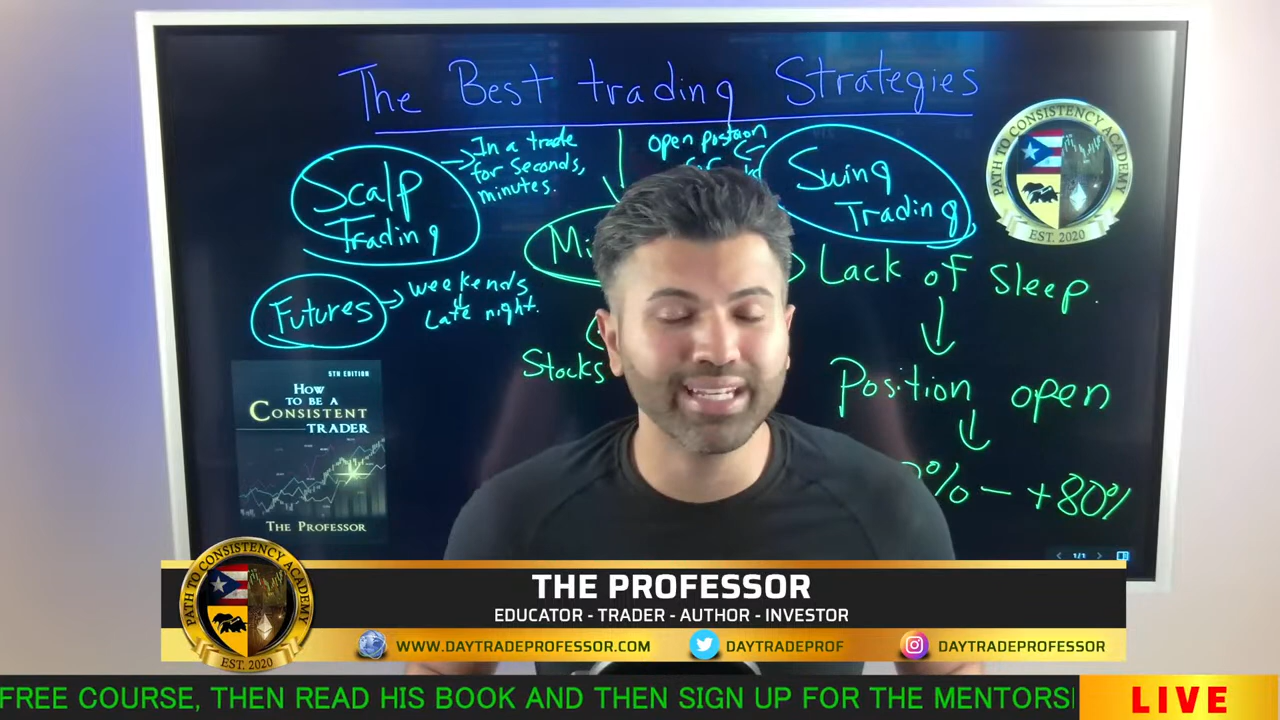 The Best trading Strategies
In a trade
for Seconds,
minutes.
open position
Scalp
Trading
Swing
Trading
PATH TO CONSISTENCY ACADEMY
EST. 2020
Lack of Sleep.
Futures
weekends
Late night.
Stocks
Position open
% - +80%
5TH EDITION
HOW
TO BE A
CONSISTENT
TRADER
THE PROFESSOR
1/1
PATH TO CONSISTENCY ACADEMY
EST. 2020
THE PROFESSOR
EDUCATOR - TRADER - AUTHOR - INVESTOR
WWW.DAYTRADEPROFESSOR.COM DAYTRADEPROF DAYTRADEPROFESSOR
FREE COURSE, THEN READ HIS BOOK AND THEN SIGN UP FOR THE MENTORS
LIVE